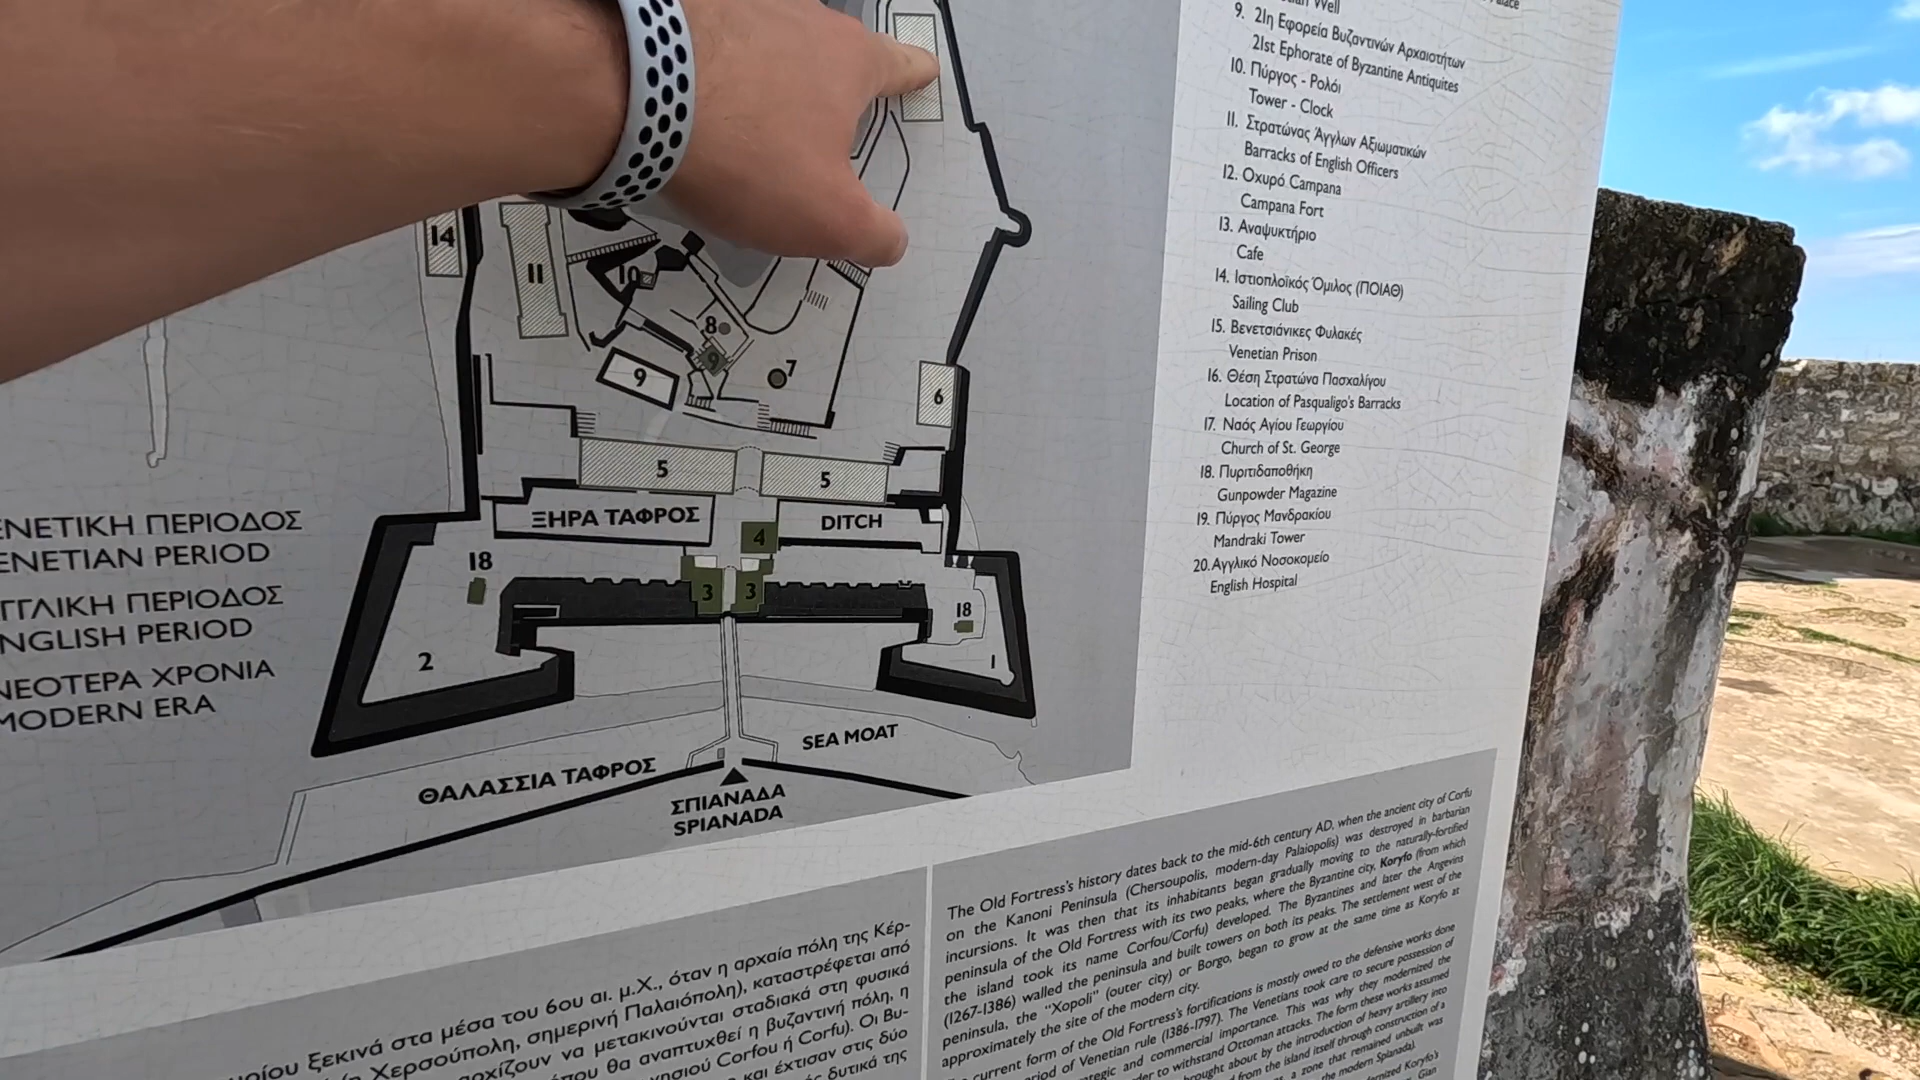 14
11
10
8
9
9
7
6
5
5
ΞΗΡΑ ΤΑΦΡΟΣ
DITCH
4
18
3
3
18
2
1
SEA MOAT
ΘΑΛΑΣΣΙΑ ΤΑΦΡΟΣ
ΣΠΙΑΝΑΔΑ
SPIANADA
ΠΕΡΙΟΔΟΣ
PERIOD
ΠΕΡΙΟΔΟΣ
PERIOD
ΧΡΟΝΙΑ
ERA
Well
9. 21η Εφορεία Βυζαντινών Αρχαιοτήτων
21st Ephorate of Byzantine Antiquites
10. Πύργος - Ρολόι
Tower - Clock
11. Στρατώνας Άγγλων Αξιωματικών
Barracks of English Officers
12. Οχυρό Campana
Campana Fort
13. Αναψυκτήριο
Cafe
14. Ιστιοπλοϊκός Όμιλος (ΠΟΙΑΘ)
Sailing Club
15. Βενετσιάνικες Φυλακές
Venetian Prison
16. Θέση Στρατώνα Πασχαλίγου
Location of Pasqualigo's Barracks
17. Ναός Αγίου Γεωργίου
Church of St. George
18. Πυριτιδαποθήκη
Gunpowder Magazine
19. Πύργος Μανδρακίου
Mandraki Tower
20. Αγγλικό Νοσοκομείο
English Hospital
ξεκινά στα μέσα του 6ου αι. μ.Χ., όταν η αρχαία πόλη της Κέρ-
Χερσούπολη, σημερινή Παλαιόπολη), καταστρέφεται από
να μετακινούνται σταδιακά στη φυσικά
θα αναπτυχθεί η βυζαντινή πόλη, η
Corfou ή Corfu). Οι Βυ-
και έχτισαν στις δύο
δυτικά της
The Old Fortress's history dates back to the mid-6th century AD, when the ancient city of Corfu
on the Kanoni Peninsula (Chersoupolis, modern-day Palaiopolis) was destroyed in barbarian
incursions. It was then that its inhabitants began gradually moving to the naturally-fortified
peninsula of the Old Fortress with its two peaks, where the Byzantine city, Koryfo (from which
the island took its name Corfou/Corfu) developed. The Byzantines and later the Angevins
(1267-1386) walled the peninsula and built towers on both its peaks. The settlement west of the
peninsula, the "Xopoli" (outer city) or Borgo, began to grow at the same time as Koryfo at
approximately the site of the modern city.
current form of the Old Fortress's fortifications is mostly owed to the defensive works done
of Venetian rule (1386-1797). The Venetians took care to secure possession of
and commercial importance. This was why they modernized the
to withstand Ottoman attacks. The form these works assumed
brought about by the introduction of heavy artillery into
from the island itself through construction of a
a zone that remained unbuilt was
the modern Spianada).
Koryfo's